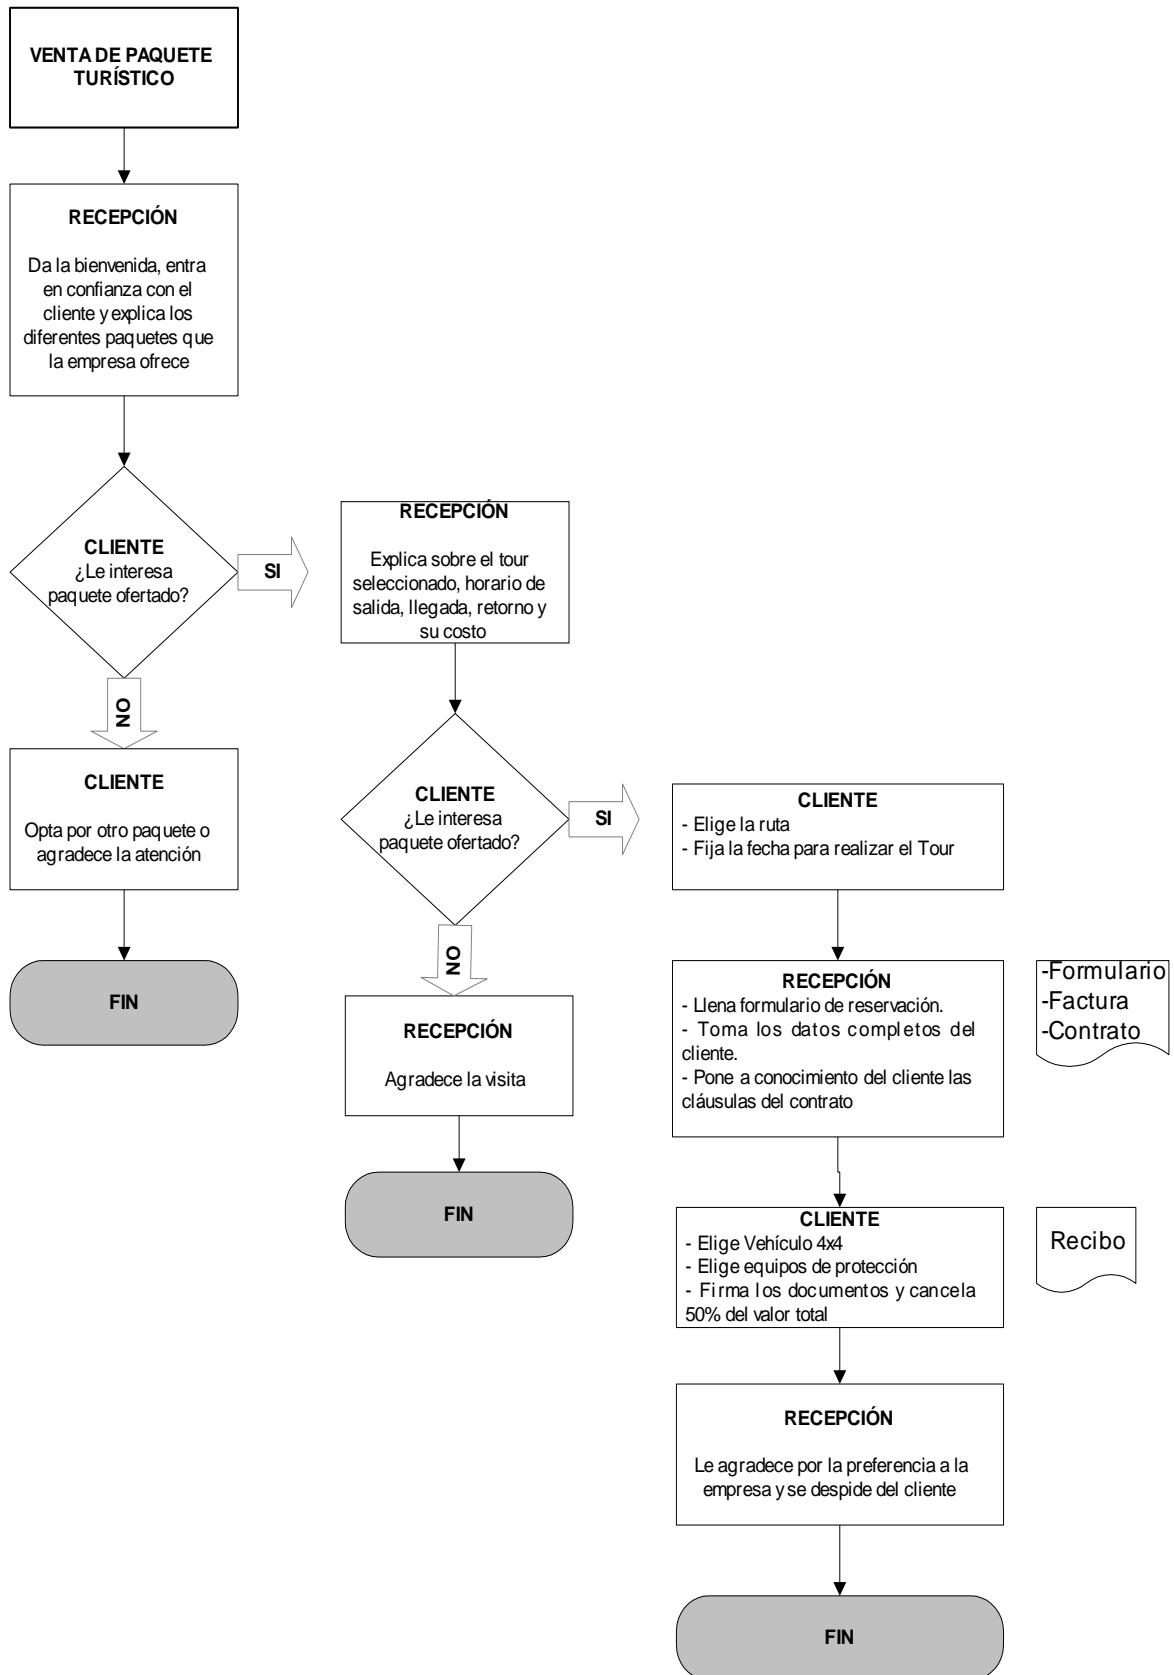 VENTA DE PAQUETE
TURÍSTICO
RECEPCIÓN
Da la bienvenida, entra
en confianza con el
cliente y explica los
diferentes paquetes que
la empresa ofrece
CLIENTE
¿Le interesa
paquete ofertado?
SI
NO
CLIENTE
Opta por otro paquete o
agradece la atención
FIN
RECEPCIÓN
Explica sobre el tour
seleccionado, horario de
salida, llegada, retorno y
su costo
CLIENTE
¿Le interesa
paquete ofertado?
SI
NO
RECEPCIÓN
Agradece la visita
FIN
CLIENTE
- Elige la ruta
- Fija la fecha para realizar el Tour
RECEPCIÓN
- Llena formulario de reservación.
- Toma los datos completos del
cliente.
- Pone a conocimiento del cliente las
cláusulas del contrato
-Formulario
-Factura
-Contrato
CLIENTE
- Elige Vehículo 4x4
- Elige equipos de protección
- Firma los documentos y cancela
50% del valor total
Recibo
RECEPCIÓN
Le agradece por la preferencia a la
empresa y se despide del cliente
FIN